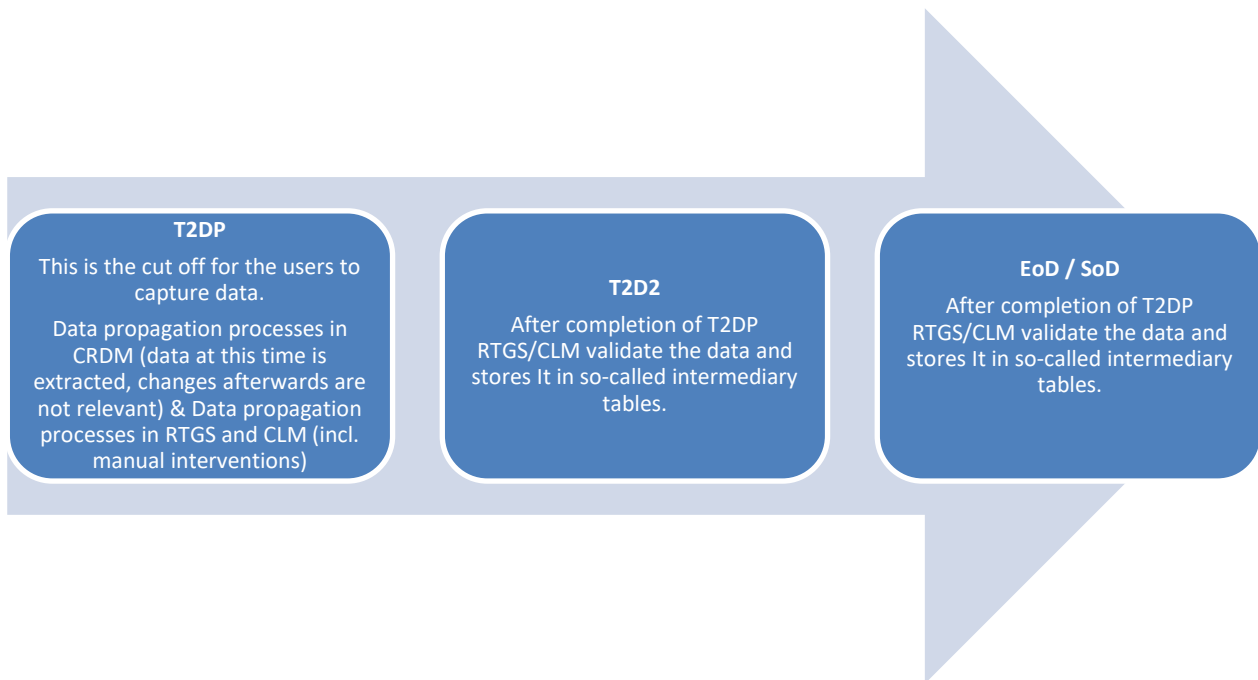 T2DP
This is the cut off for the users to
capture data.
Data propagation processes in
CRDM (data at this time is
extracted, changes afterwards are
not relevant) & Data propagation
processes in RTGS and CLM (incl.
manual interventions)
T2D2
After completion of T2DP
RTGS/CLM validate the data and
stores It in so-called intermediary
tables.
EoD / SoD
After completion of T2DP
RTGS/CLM validate the data and
stores It in so-called intermediary
tables.